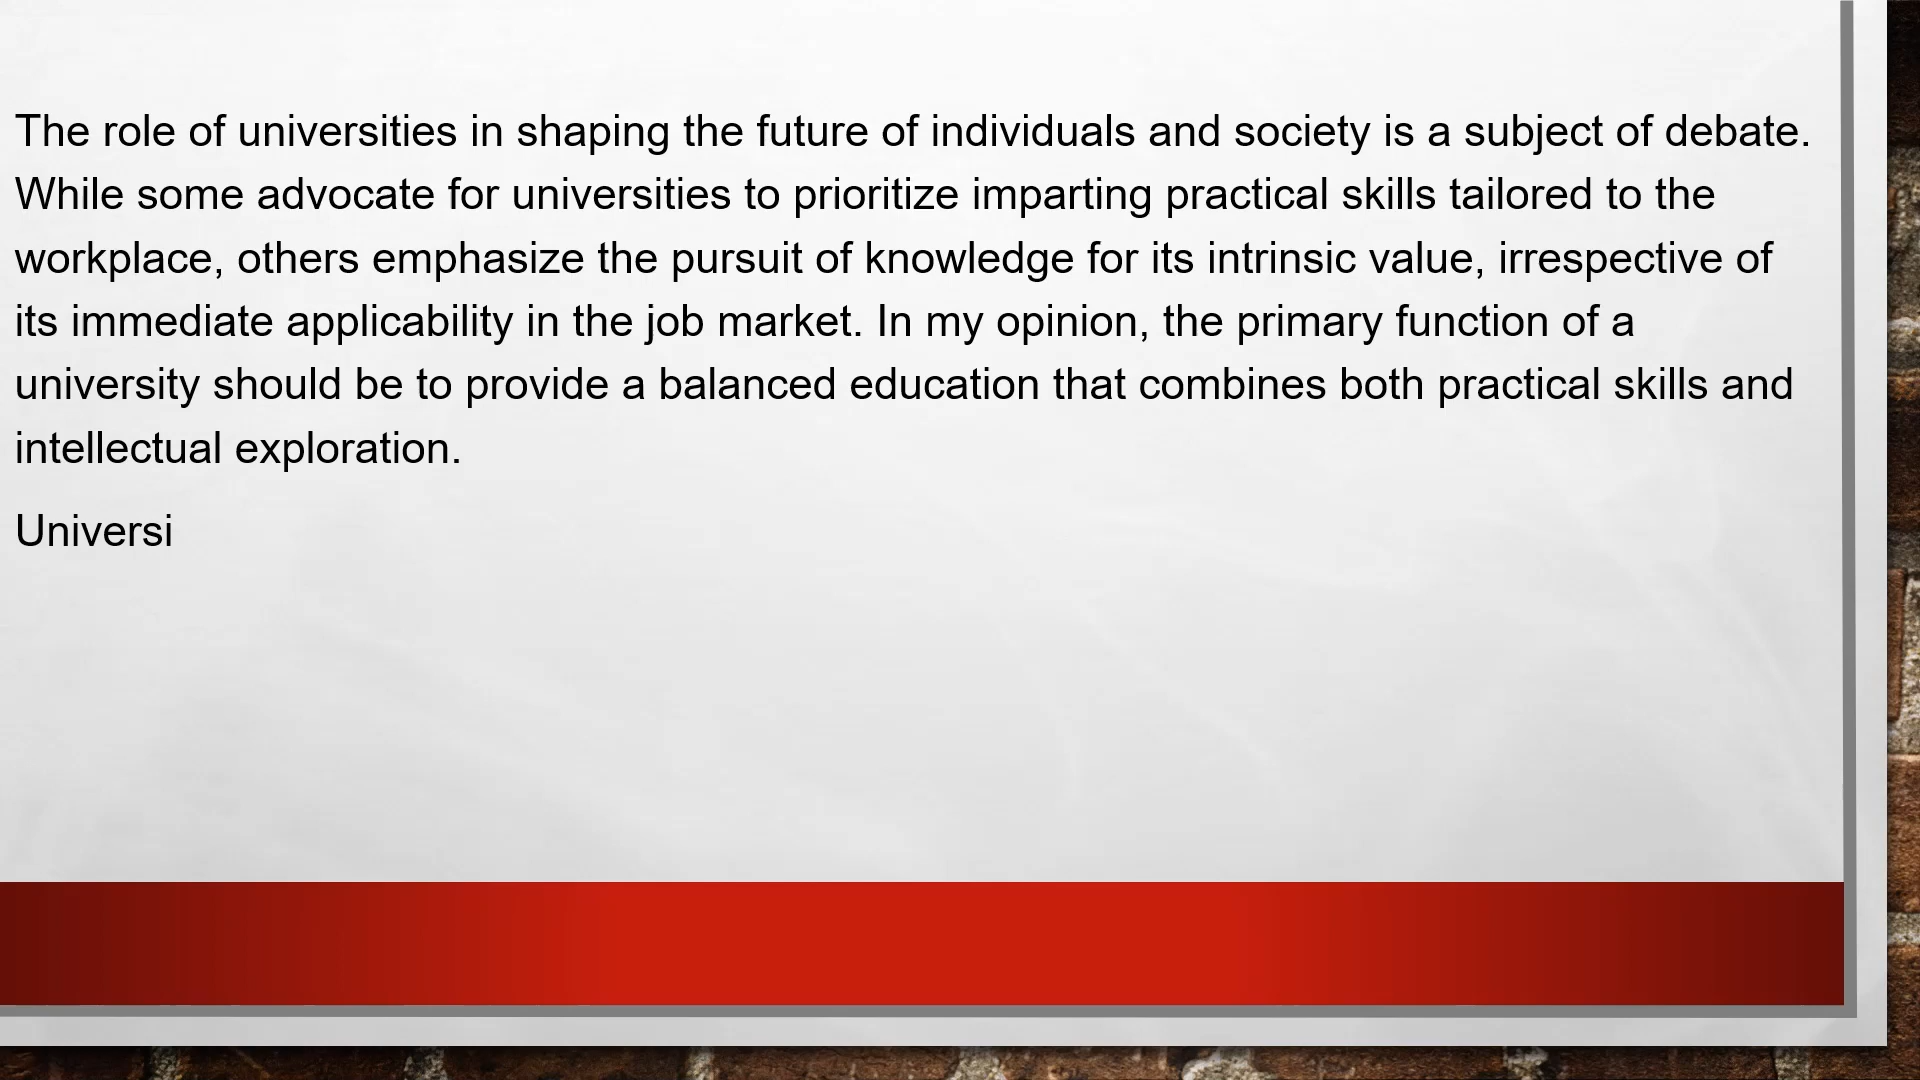 The role of universities in shaping the future of individuals and society is a subject of debate.
While some advocate for universities to prioritize imparting practical skills tailored to the
workplace, others emphasize the pursuit of knowledge for its intrinsic value, irrespective of
its immediate applicability in the job market. In my opinion, the primary function of a
university should be to provide a balanced education that combines both practical skills and
intellectual exploration.
Universi